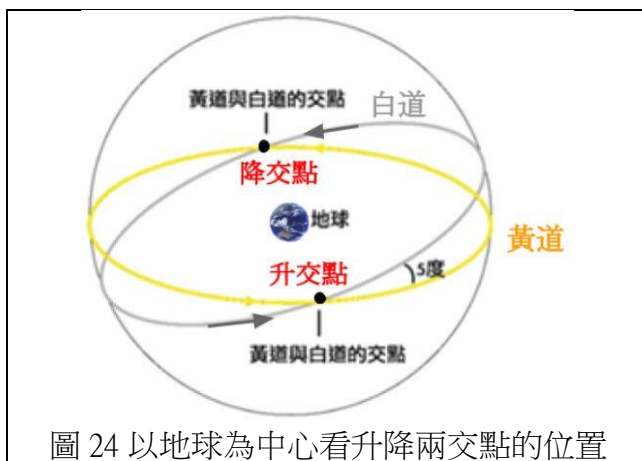 黃道與白道的交點
白道
降交點
地球
黃道
升交點
5度
黃道與白道的交點
圖 24 以地球為中心看升降兩交點的位置